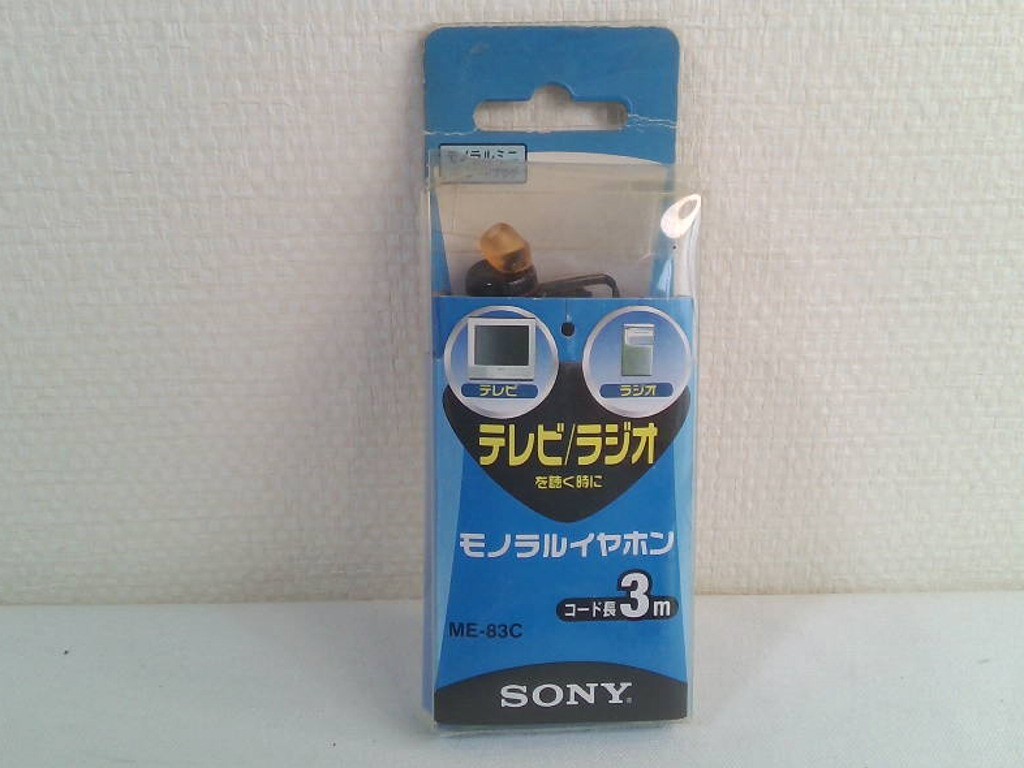 テレビ
ラジオ
テレビ/ラジオ
を聴く時に
モノラルイヤホン
コード長3m
ME-83C
SONY